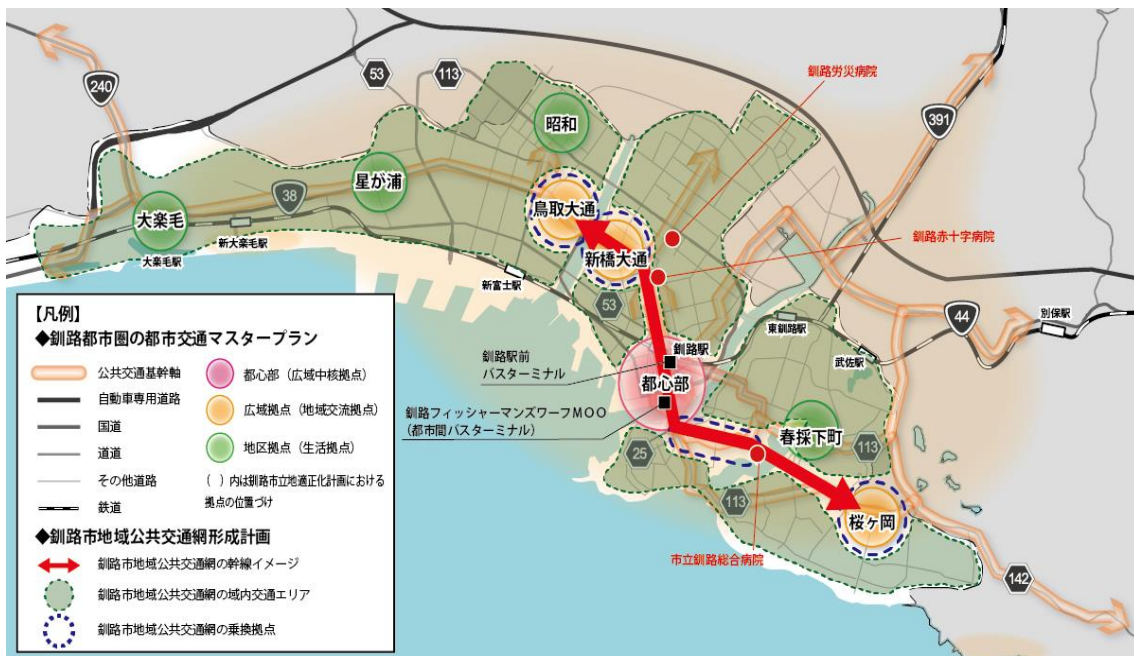 240
53
113
釧路労災病院
391
昭和
星が浦
38
鳥取大通
大楽毛
新橋大通
釧路赤十字病院
新大楽毛駅
大楽毛駅
新富士駅
53
44
別保駅
東釧路駅
武佐駅
釧路駅前
バスターミナル
釧路駅
都心部
釧路フィッシャーマンズワーフMOO
(都市間バスターミナル)
春採下町
113
25
113
桜ヶ岡
市立釧路総合病院
142
【凡例】
◆釧路都市圏の都市交通マスタープラン
公共交通基幹軸
自動車専用道路
国道
道道
その他道路
鉄道
都心部(広域中核拠点)
広域拠点(地域交流拠点)
地区拠点(生活拠点)
( )内は釧路市立地適正化計画における
拠点の位置づけ
◆釧路市地域公共交通網形成計画
釧路市地域公共交通網の幹線イメージ
釧路市地域公共交通網の域内交通エリア
釧路市地域公共交通網の乗換拠点